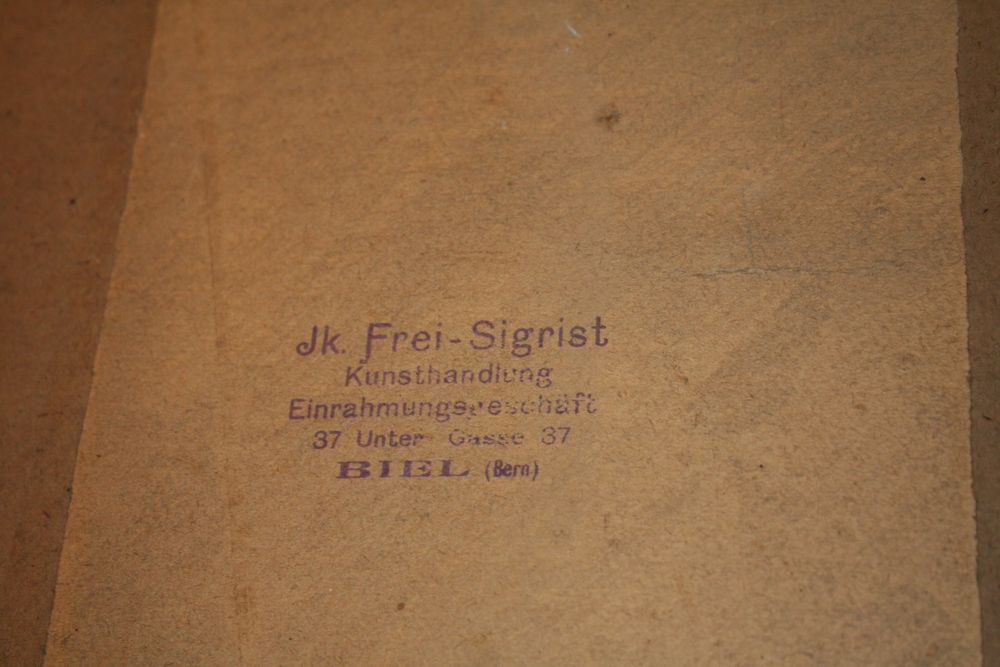 Jk. Frei-Sigrist
Kunsthandlung
Einrahmungsgeschäft
37 Unter Gasse 37
BIEL (Bern)